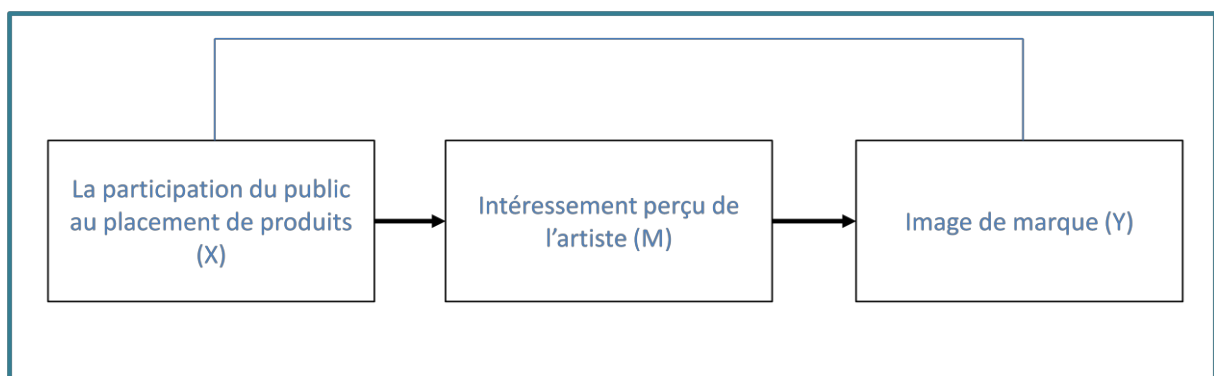 La participation du public
au placement de produits
(X)
Intéressement perçu de
l’artiste (M)
Image de marque (Y)